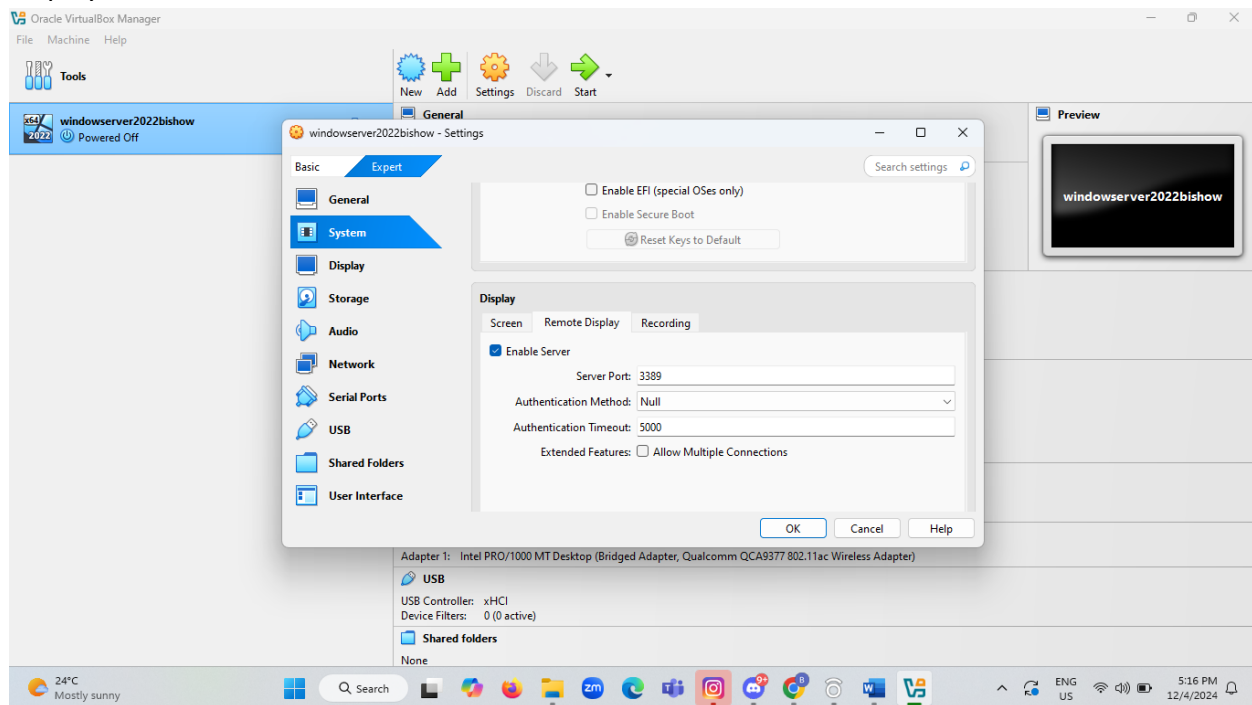 Oracle VirtualBox Manager
File Machine Help
Tools
New Add Settings Discard Start
windowserver2022bishow
Powered Off
x64
2022
General
Preview
windowserver2022bishow
windowserver2022bishow - Settings
Basic Expert
Search settings
General
System
Display
Storage
Audio
Network
Serial Ports
USB
Shared Folders
User Interface
Enable EFI (special OSes only)
Enable Secure Boot
Reset Keys to Default
Display
Screen Remote Display Recording
Enable Server
Server Port: 3389
Authentication Method: Null
Authentication Timeout: 5000
Extended Features: Allow Multiple Connections
OK Cancel Help
Adapter 1: Intel PRO/1000 MT Desktop (Bridged Adapter, Qualcomm QCA9377 802.11ac Wireless Adapter)
USB
USB Controller: xHCI
Device Filters: 0 (0 active)
Shared folders
None
24°C
Mostly sunny
Search
zm
9+
B
ENG
US
5:16 PM
12/4/2024